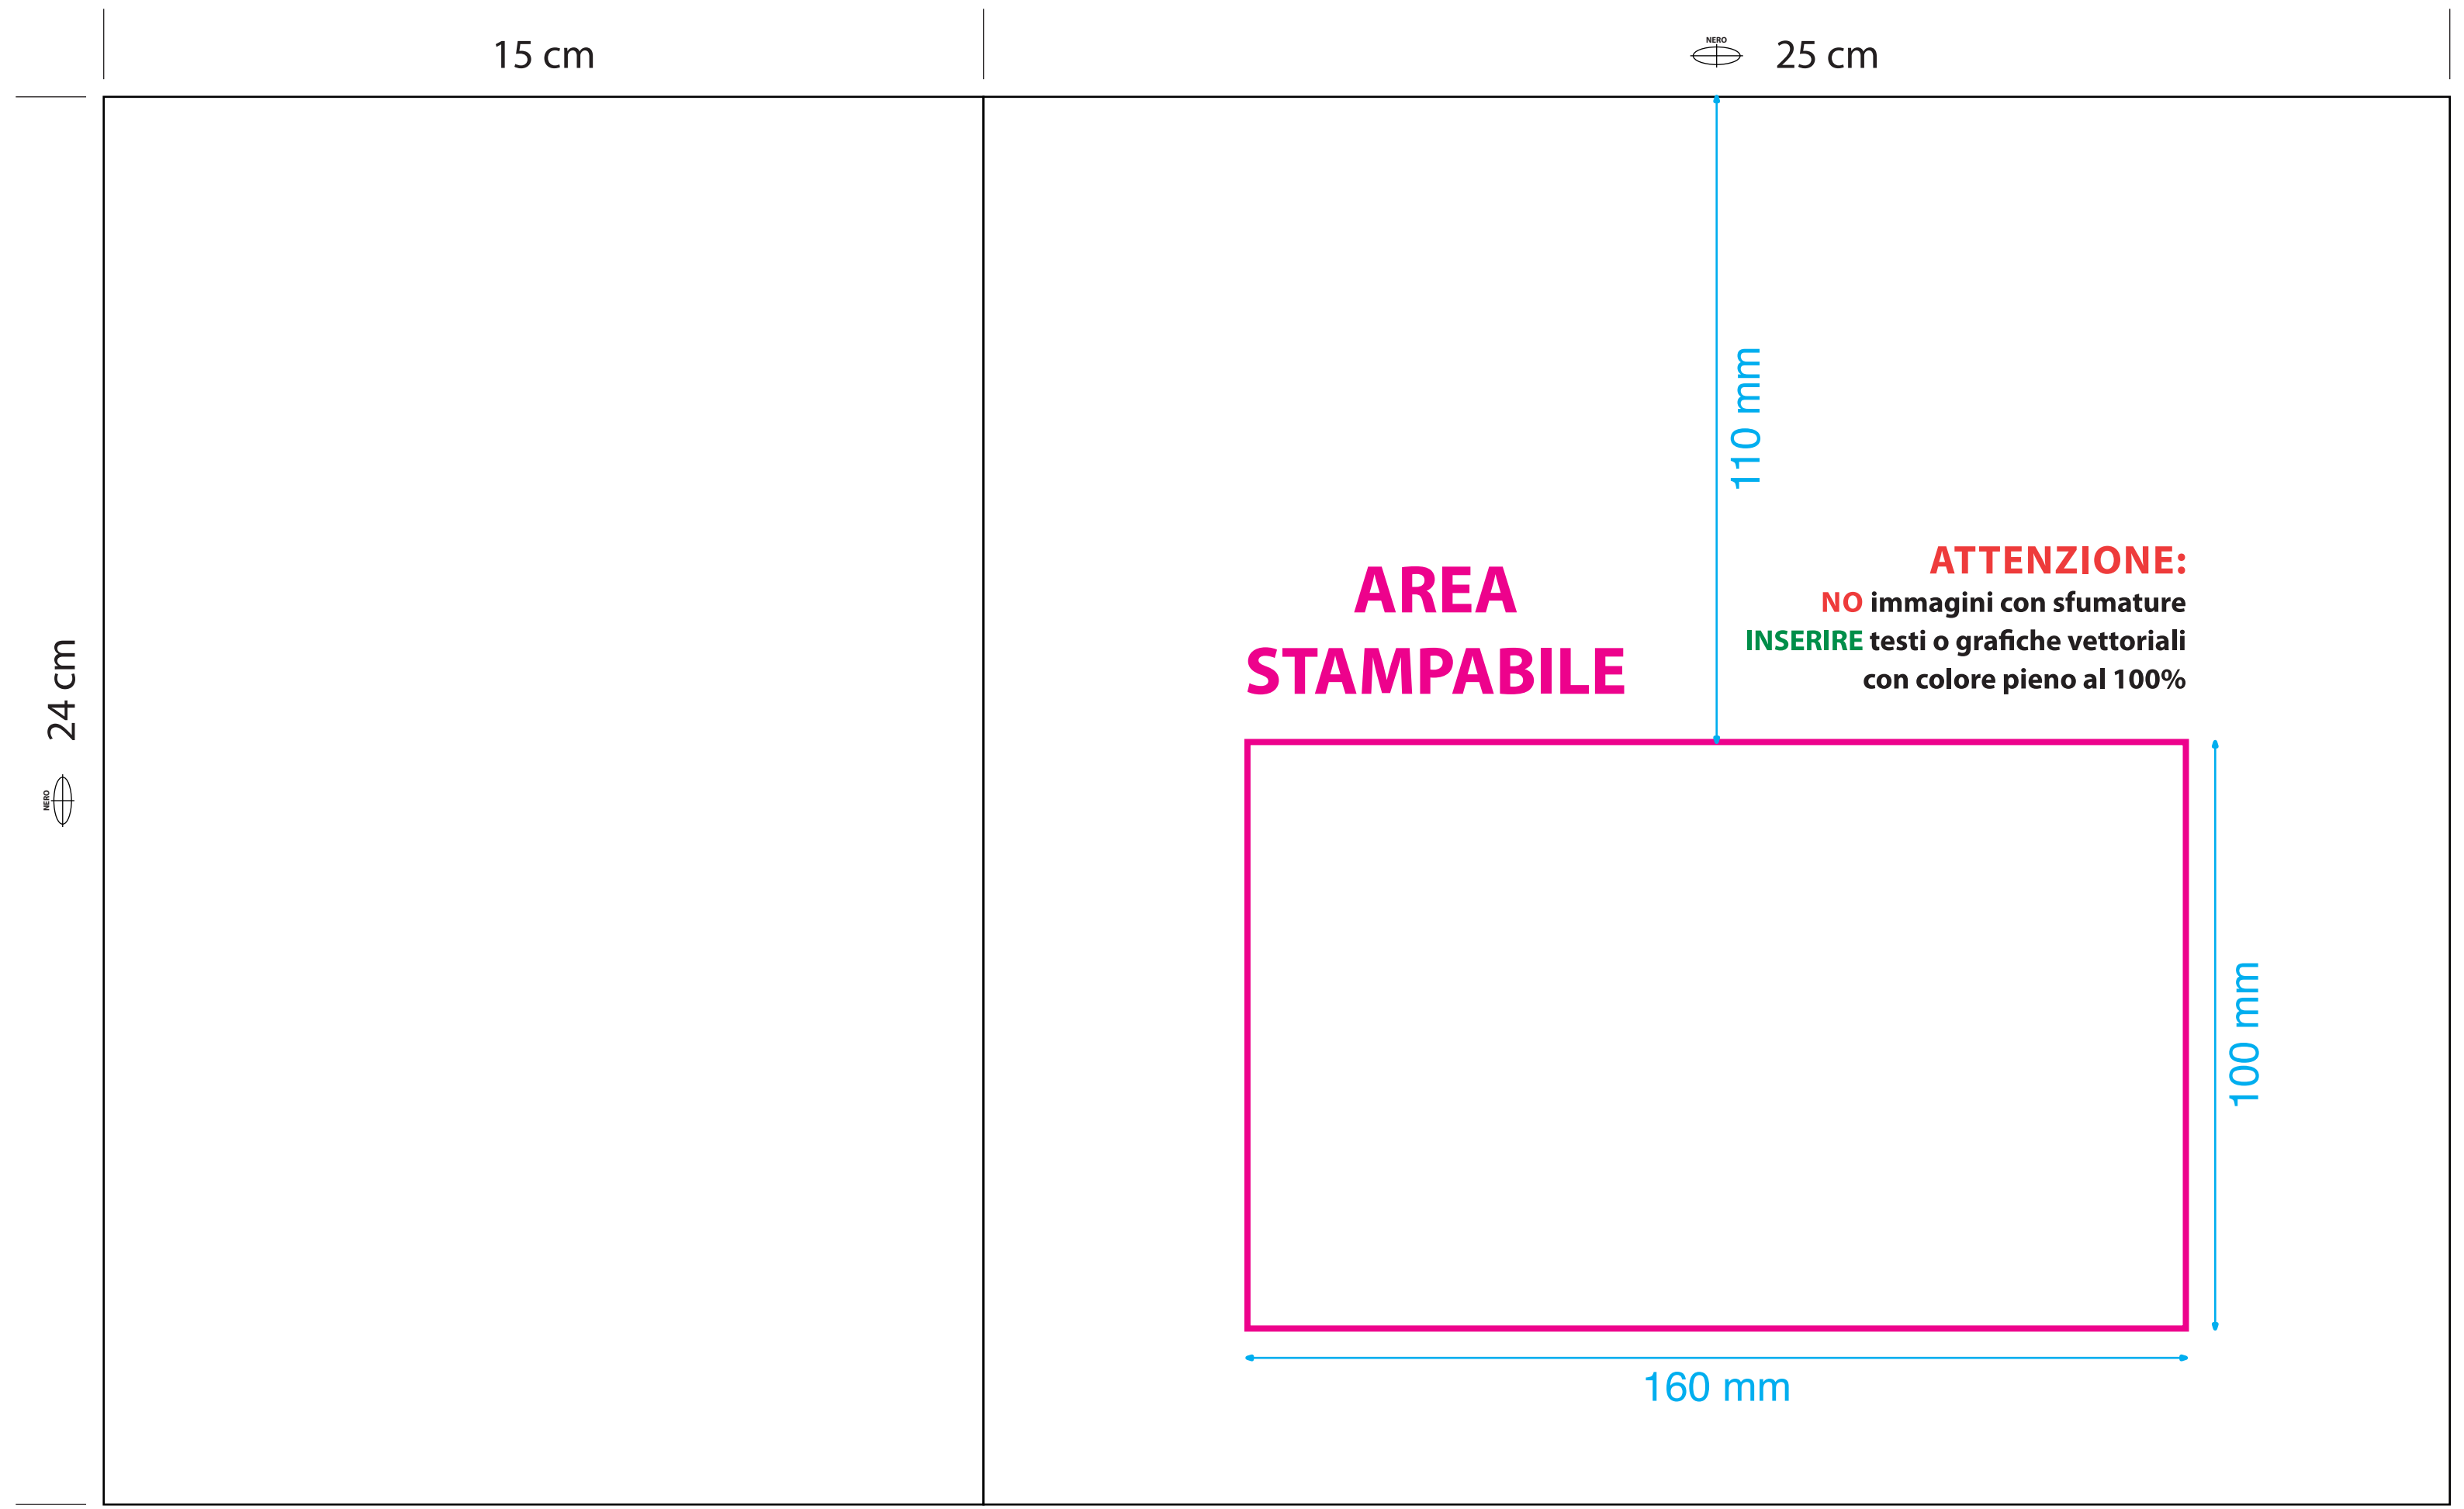 15 cm
NERO
25 cm
110 mm
AREA
STAMPABILE
ATTENZIONE:
NO immagini con sfumature
INSERIRE testi o grafiche vettoriali
con colore pieno al 100%
24 cm
NERO
100 mm
160 mm